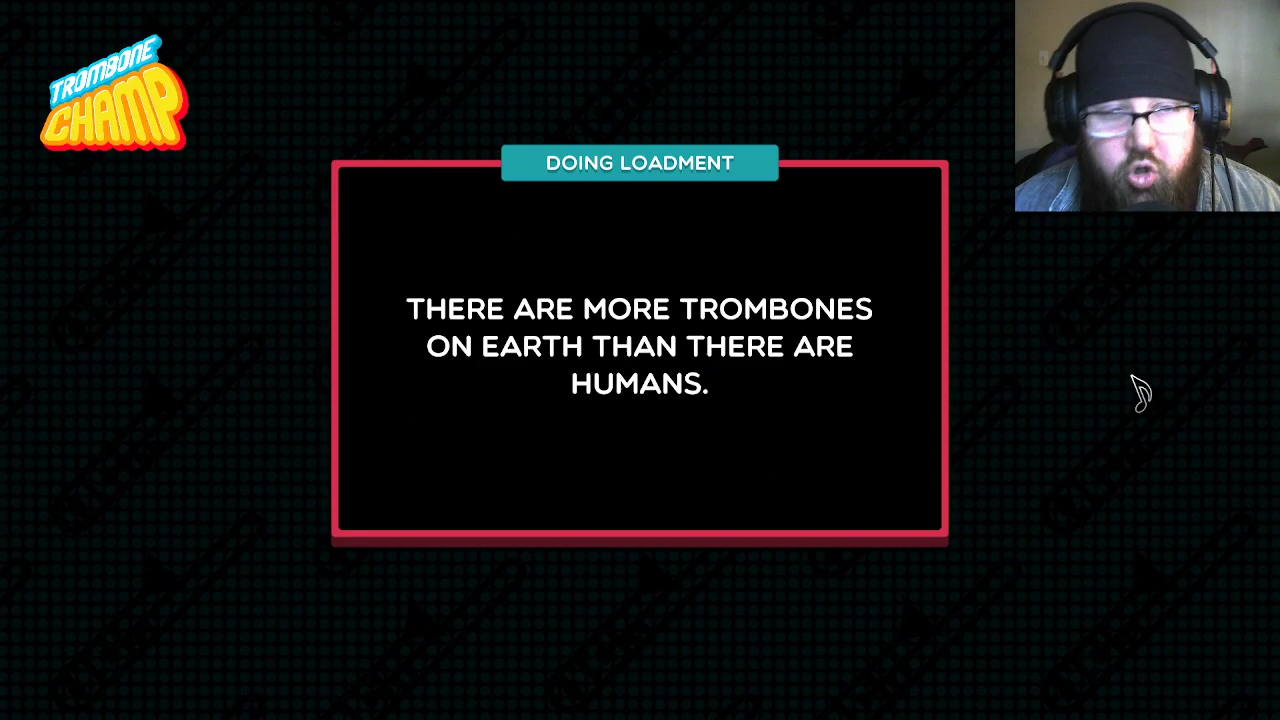 TROMBONE
CHAMP
DOING LOADMENT
THERE ARE MORE TROMBONES
ON EARTH THAN THERE ARE
HUMANS.